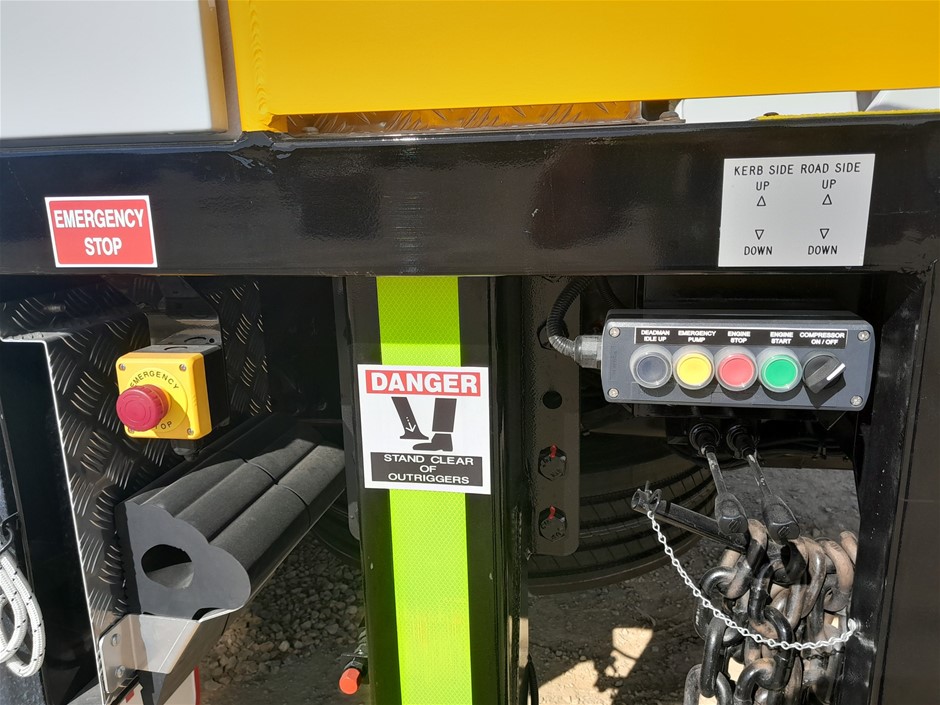 EMERGENCY
STOP
KERB SIDE ROAD SIDE
UP UP
DOWN DOWN
DEADMAN
IDLE UP
EMERGENCY
PUMP
ENGINE
STOP
ENGINE
START
COMPRESSOR
ON / OFF
EMERGENCY
STOP
DANGER
STAND CLEAR
OF
OUTRIGGERS